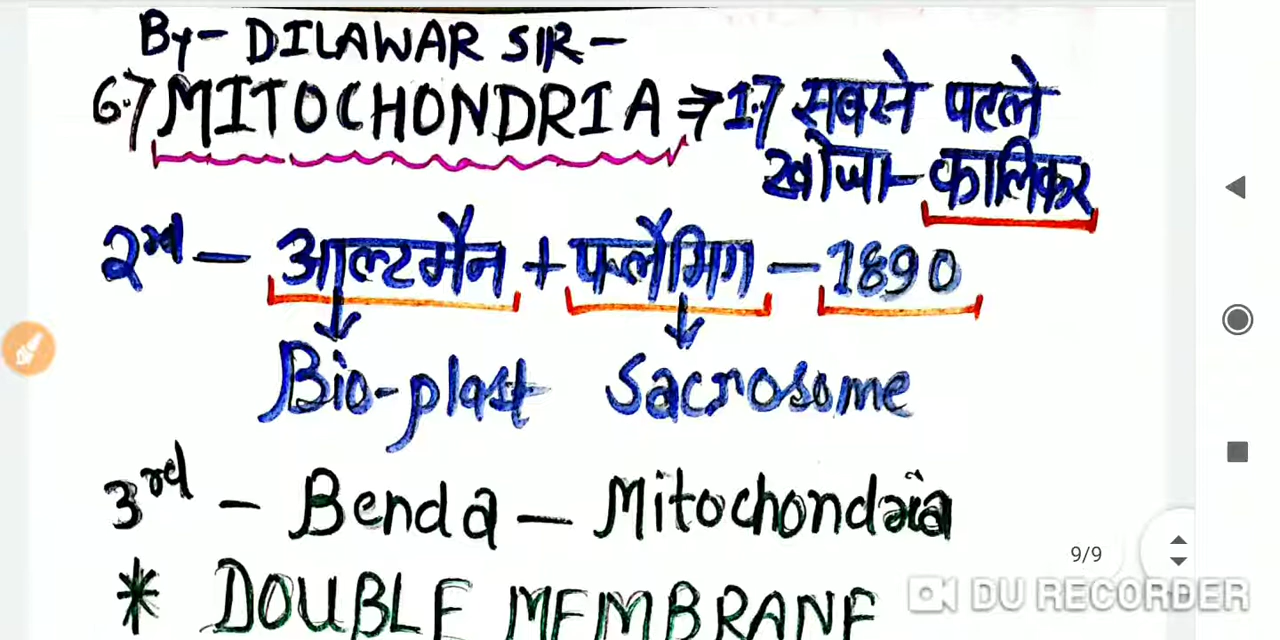 By- DILAWAR SIR-
6.7 MITOCHONDRIA ⇒ 1.7 सबसे पहले
खोजा- कालिकर
2nd - आल्टमैन + फ्लैमिग - 1890
Bio-plast Sacrosome
3rd - Benda - Mitochondria
* DOUBLE MEMBRANE
9/9
DU RECORDER